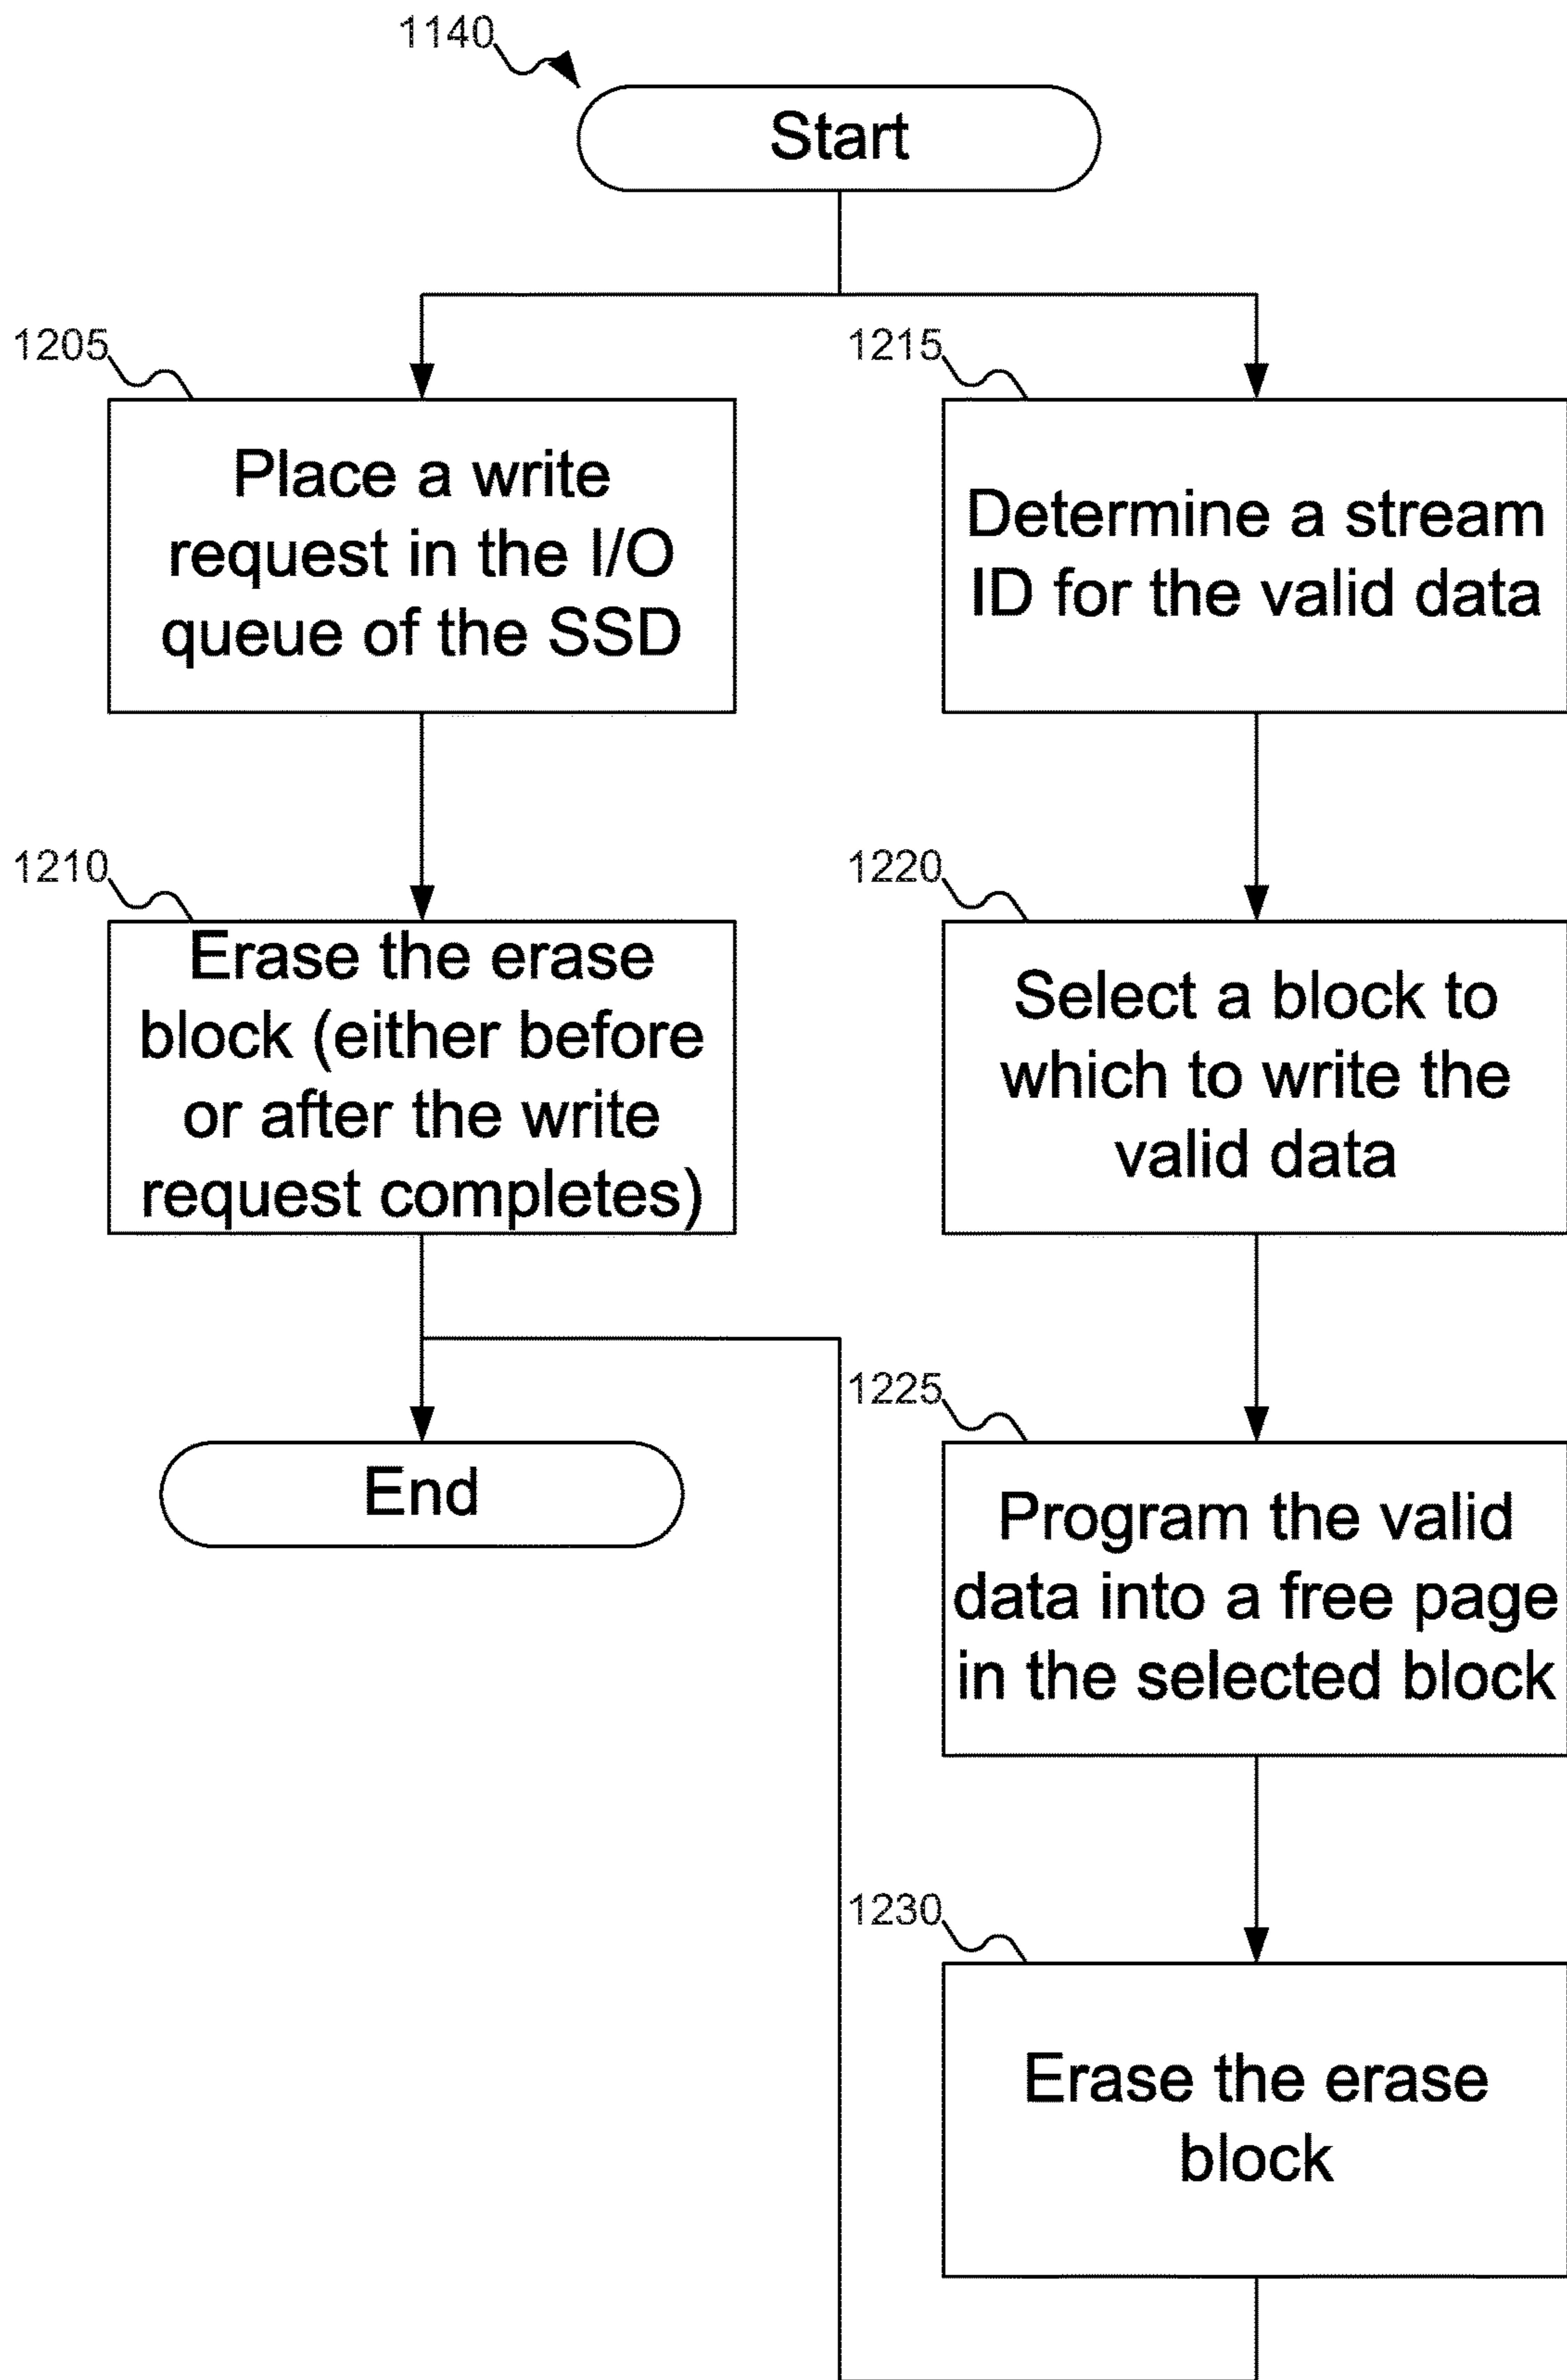 1140
Start
1205
Place a write
request in the I/O
queue of the SSD
1215
Determine a stream
ID for the valid data
1210
Erase the erase
block (either before
or after the write
request completes)
1220
Select a block to
which to write the
valid data
End
1225
Program the valid
data into a free page
in the selected block
1230
Erase the erase
block